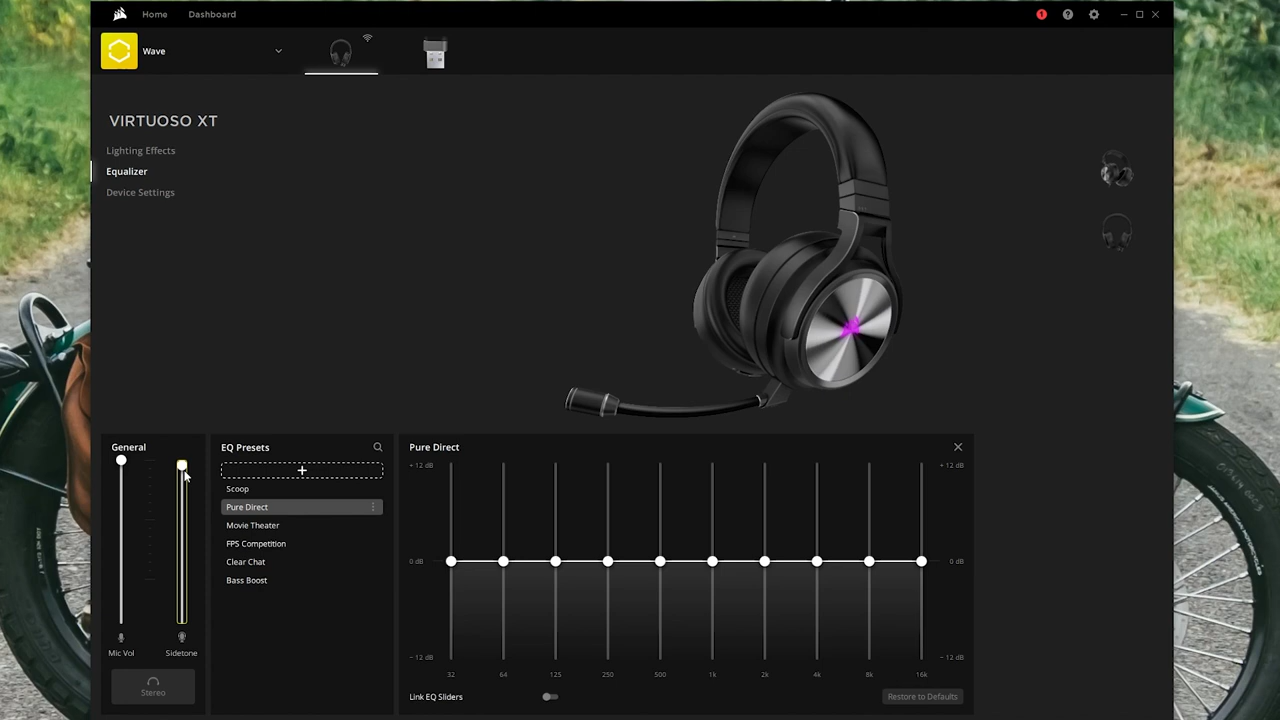 Home
Dashboard
1
Wave
VIRTUOSO XT
Lighting Effects
Equalizer
Device Settings
General
Mic Vol
Sidetone
Stereo
EQ Presets
+
Scoop
Pure Direct
Movie Theater
FPS Competition
Clear Chat
Bass Boost
Pure Direct
+ 12 dB
+ 12 dB
0 dB
0 dB
− 12 dB
− 12 dB
32 64 125 250 500 1k 2k 4k 8k 16k
Link EQ Sliders
Restore to Defaults